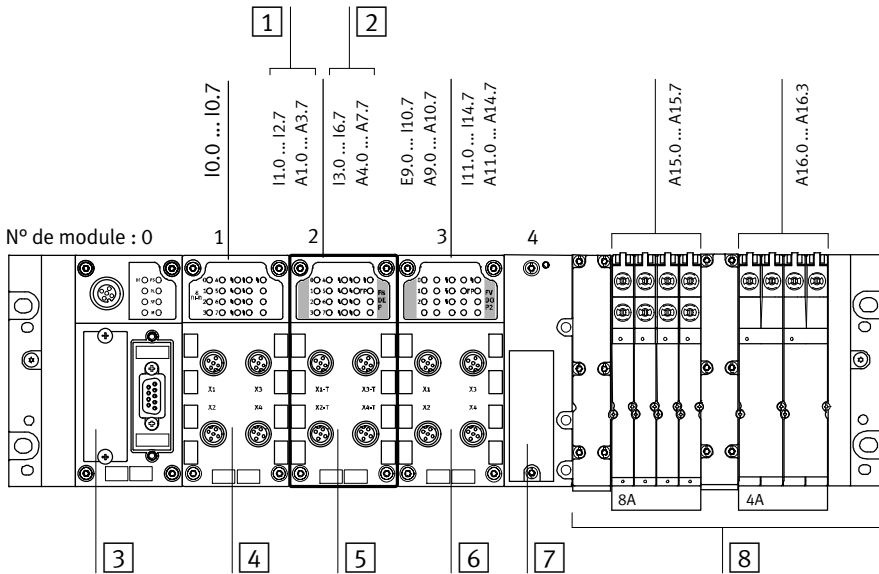 1 2
I0.0 ... I0.7
I1.0 ... I2.7
A1.0 ... A3.7
I3.0 ... I6.7
A4.0 ... A7.7
E9.0 ... I10.7
A9.0 ... A10.7
I11.0 ... I14.7
A11.0 ... A14.7
A15.0 ... A15.7
A16.0 ... A16.3
N° de module : 0 1 2 3 4
X1 X3 X1-T X3-T X1 X3
X2 X4 X2-T X4-T X2 X4
8A 4A
3 4 5 6 7 8